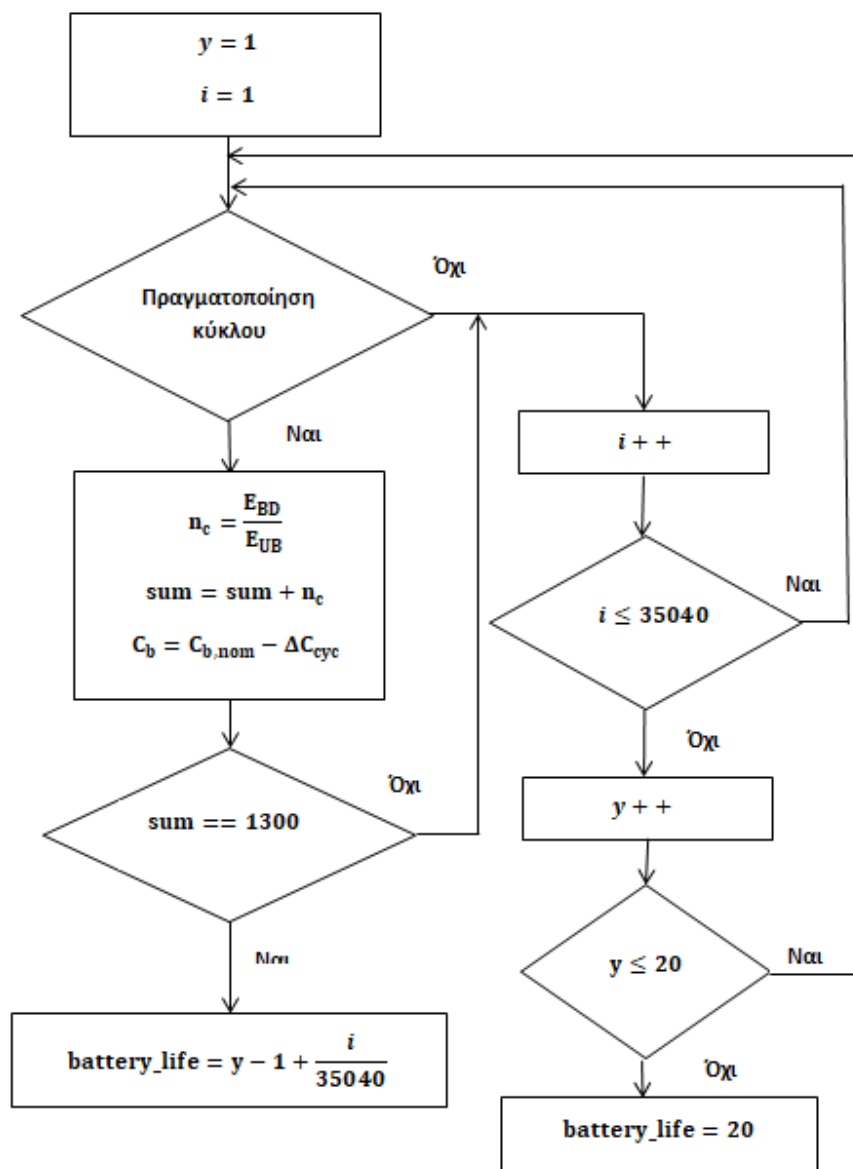 y = 1
i = 1
Όχι
Πραγματοποίηση
κύκλου
Ναι
i + +
n_c = E_BD / E_UB
sum = sum + n_c
C_b = C_b,nom − ΔC_cyc
i ≤ 35040
Ναι
Όχι
y + +
sum == 1300
Όχι
Ναι
y ≤ 20
Ναι
battery_life = y − 1 + i / 35040
Όχι
battery_life = 20